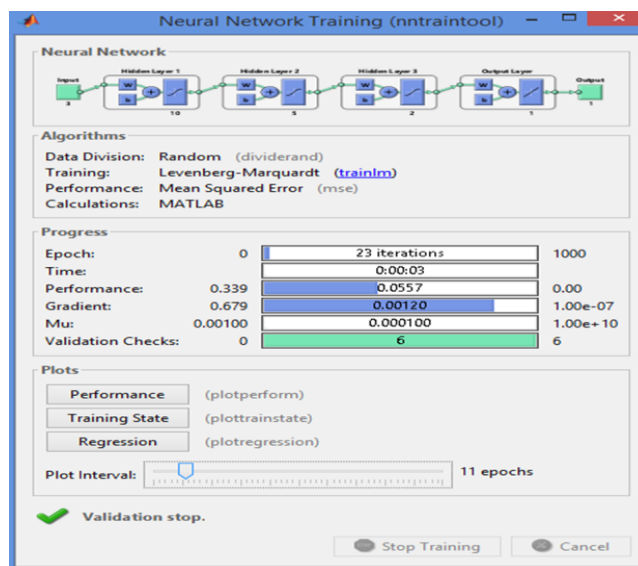 Neural Network Training (nntraintool)
Neural Network
Input Hidden Layer 1 Hidden Layer 2 Hidden Layer 3 Output Layer Output
W W W W
b b b b
3 10 5 2 1 1
Algorithms
Data Division: Random (dividerand)
Training: Levenberg-Marquardt (trainlm)
Performance: Mean Squared Error (mse)
Calculations: MATLAB
Progress
Epoch: 0 23 iterations 1000
Time: 0:00:03
Performance: 0.339 0.0557 0.00
Gradient: 0.679 0.00120 1.00e-07
Mu: 0.00100 0.000100 1.00e+10
Validation Checks: 0 6 6
Plots
Performance (plotperform)
Training State (plottrainstate)
Regression (plotregression)
Plot Interval: 11 epochs
Validation stop.
Stop Training Cancel